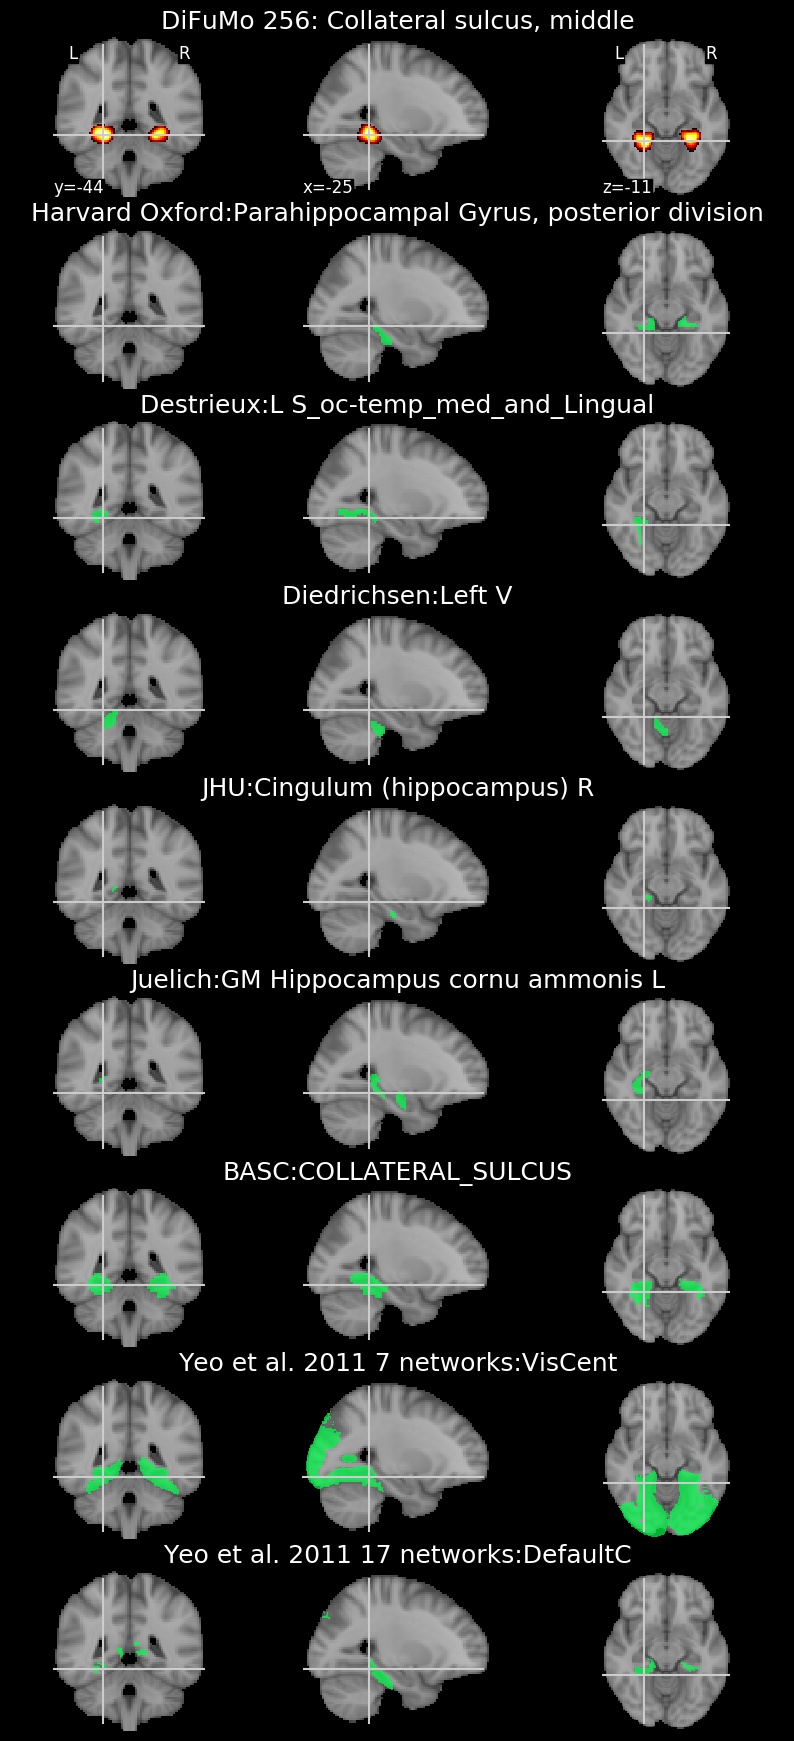 DiFuMo 256: Collateral sulcus, middle
L R L R
y=-44 x=-25 z=-11
Harvard Oxford:Parahippocampal Gyrus, posterior division
Destrieux:L S_oc-temp_med_and_Lingual
Diedrichsen:Left V
JHU:Cingulum (hippocampus) R
Juelich:GM Hippocampus cornu ammonis L
BASC:COLLATERAL_SULCUS
Yeo et al. 2011 7 networks:VisCent
Yeo et al. 2011 17 networks:DefaultC